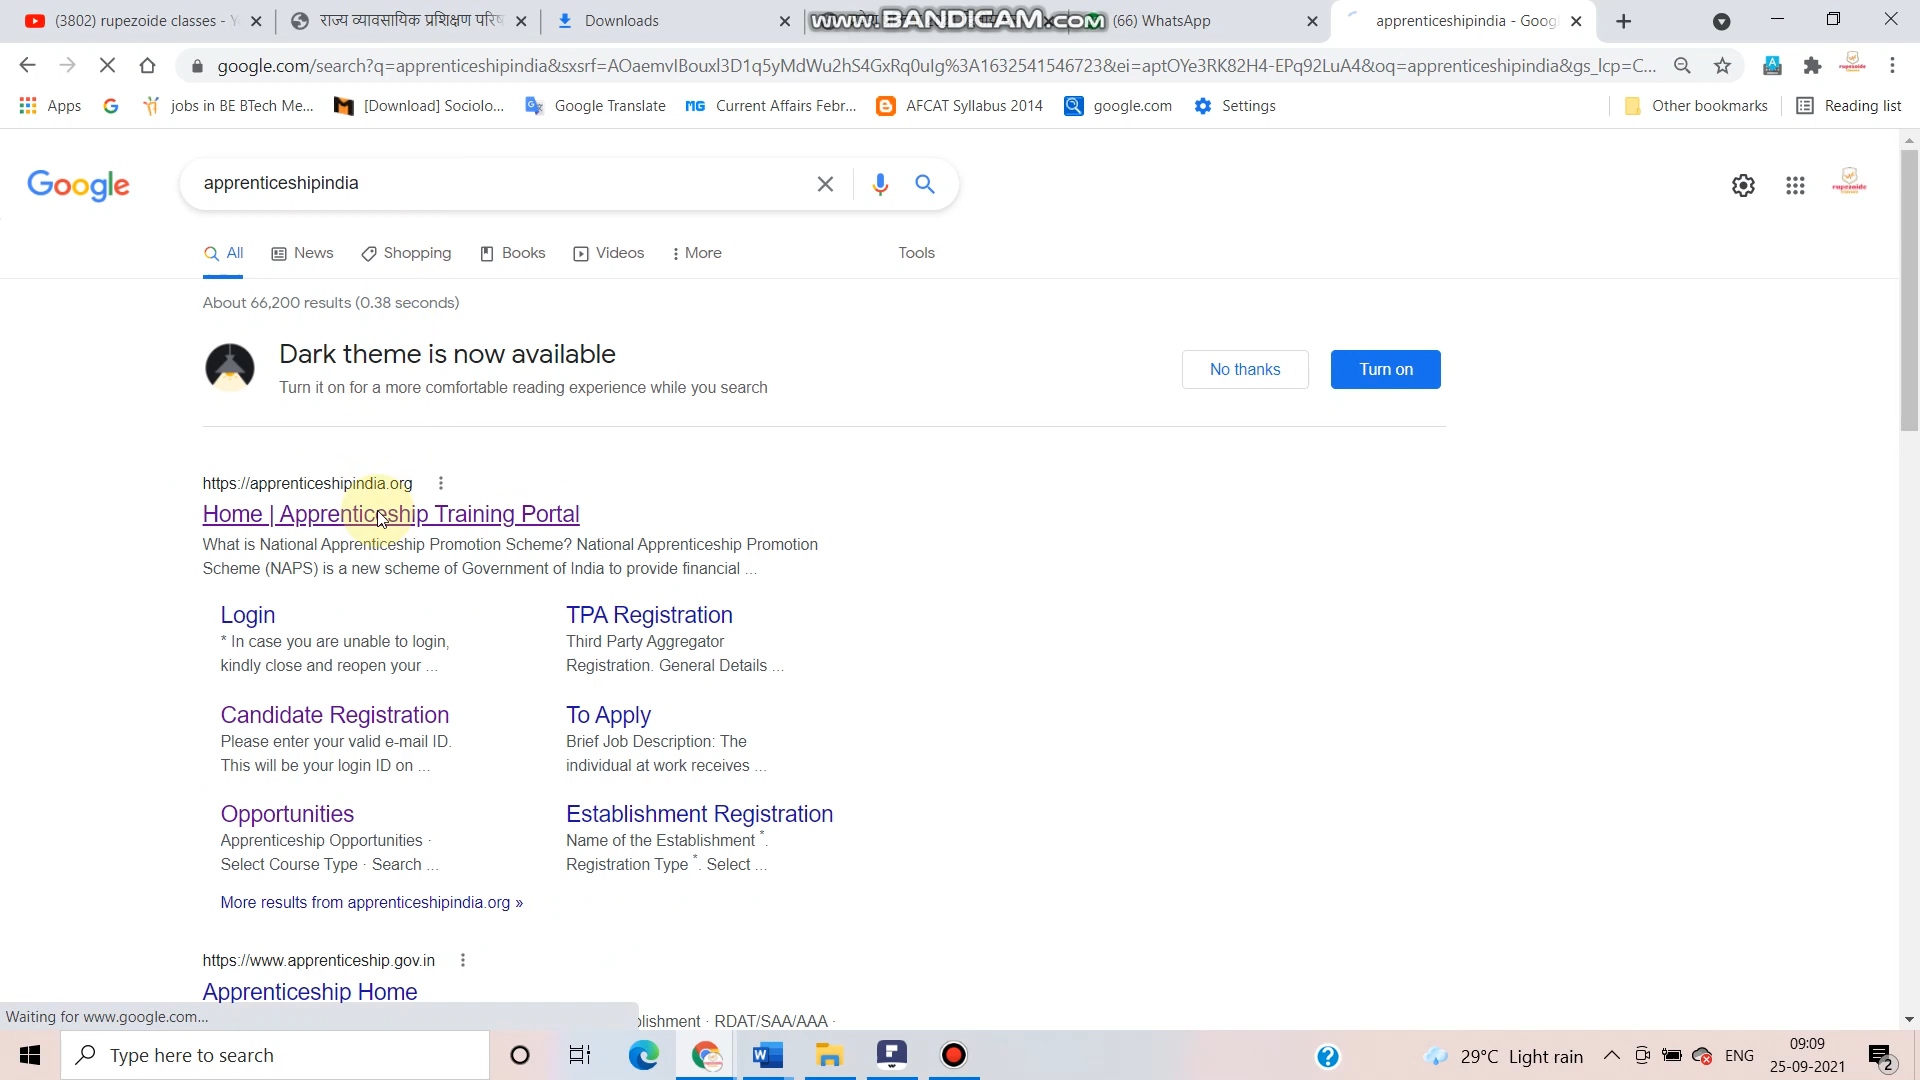 (3802) rupezoide classes -
राज्य व्यावसायिक प्रशिक्षण परिष
Downloads
www.BANDICAM.com
(66) WhatsApp
apprenticeshipindia - Goog
google.com/search?q=apprenticeshipindia&sxsrf=AOaemvIBouxl3D1q5yMdWu2hS4GxRq0uIg%3A1632541546723&ei=aptOYe3RK82H4-EPq92LuA4&oq=apprenticeshipindia&gs_lcp=C...
Apps
jobs in BE BTech Me...
[Download] Sociolo...
Google Translate
MG Current Affairs Febr...
AFCAT Syllabus 2014
google.com
Settings
Other bookmarks
Reading list
Google
apprenticeshipindia
rupezoide
All
News
Shopping
Books
Videos
More
Tools
About 66,200 results (0.38 seconds)
Dark theme is now available
Turn it on for a more comfortable reading experience while you search
No thanks
Turn on
https://apprenticeshipindia.org
Home | Apprenticeship Training Portal
What is National Apprenticeship Promotion Scheme? National Apprenticeship Promotion
Scheme (NAPS) is a new scheme of Government of India to provide financial ...
Login
* In case you are unable to login,
kindly close and reopen your ...
TPA Registration
Third Party Aggregator
Registration. General Details ...
Candidate Registration
Please enter your valid e-mail ID.
This will be your login ID on ...
To Apply
Brief Job Description: The
individual at work receives ...
Opportunities
Apprenticeship Opportunities ·
Select Course Type · Search ...
Establishment Registration
Name of the Establishment *.
Registration Type *. Select ...
More results from apprenticeshipindia.org »
https://www.apprenticeship.gov.in
Apprenticeship Home
blishment · RDAT/SAA/AAA ·
Waiting for www.google.com...
Type here to search
29°C Light rain
ENG
09:09
25-09-2021
2